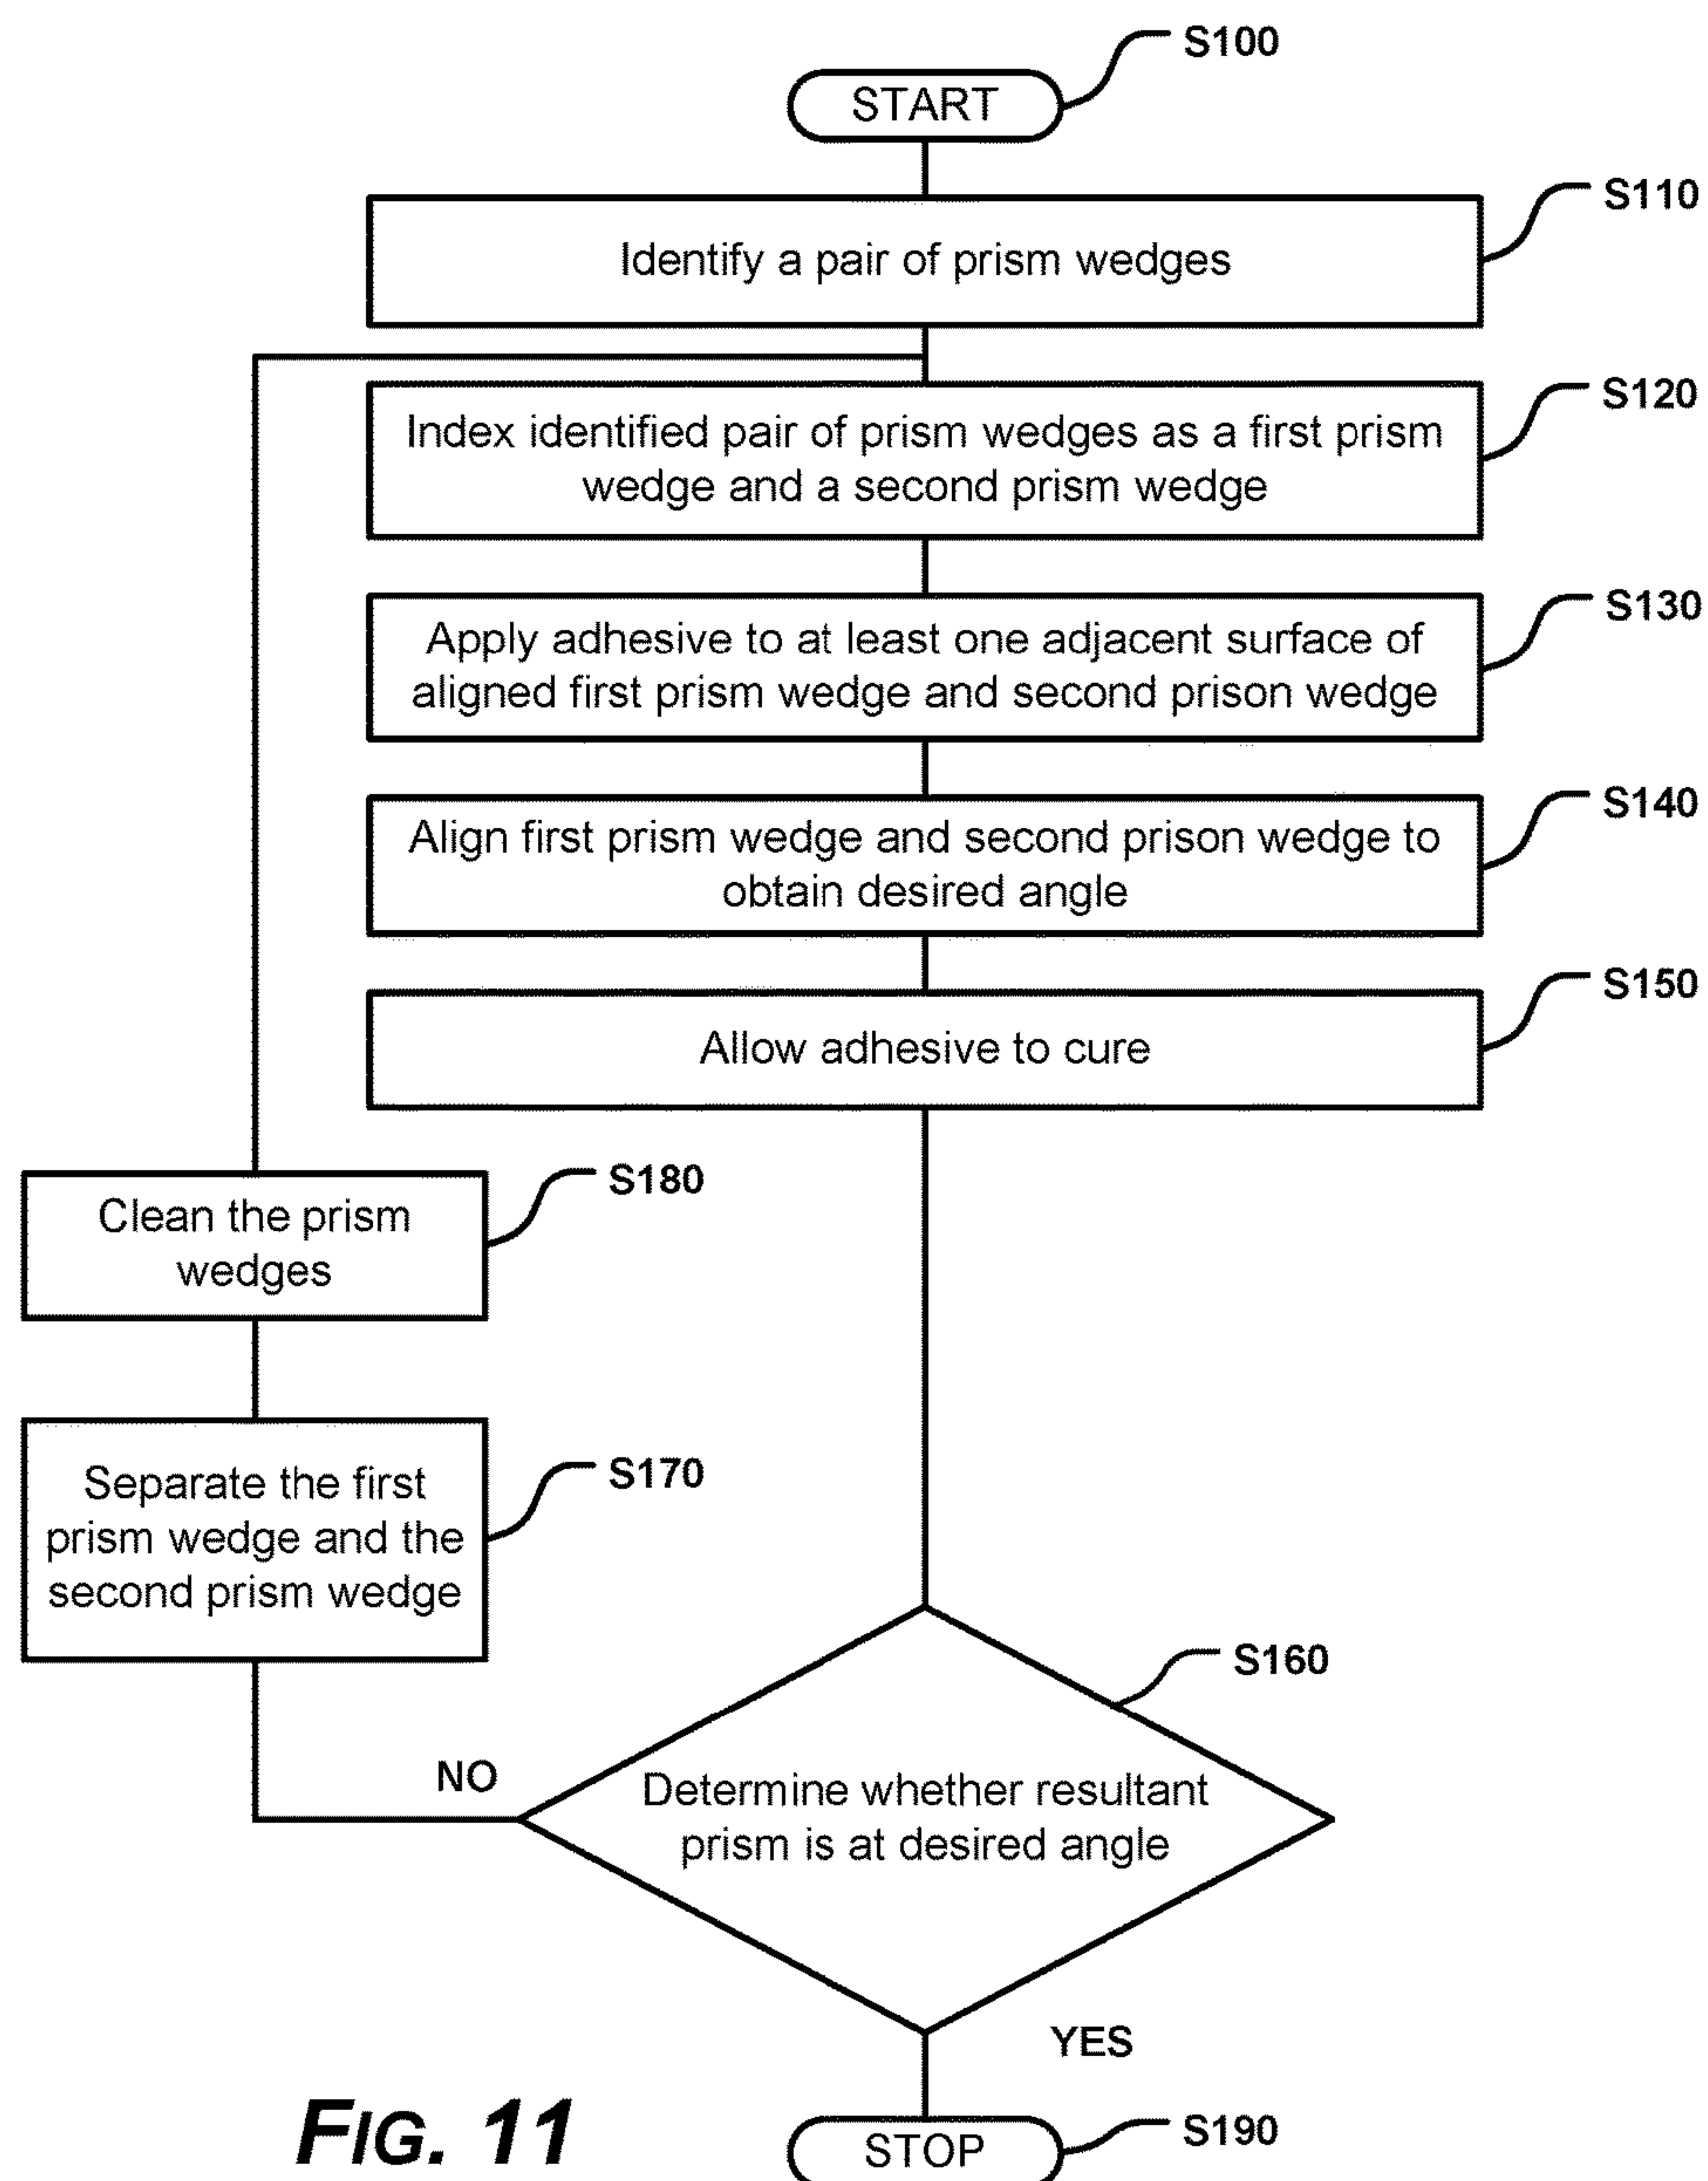 START
S100
Identify a pair of prism wedges
S110
Index identified pair of prism wedges as a first prism
wedge and a second prism wedge
S120
Apply adhesive to at least one adjacent surface of
aligned first prism wedge and second prison wedge
S130
Align first prism wedge and second prison wedge to
obtain desired angle
S140
Allow adhesive to cure
S150
Clean the prism
wedges
S180
Separate the first
prism wedge and the
second prism wedge
S170
S160
Determine whether resultant
prism is at desired angle
NO
YES
STOP
S190
FIG. 11